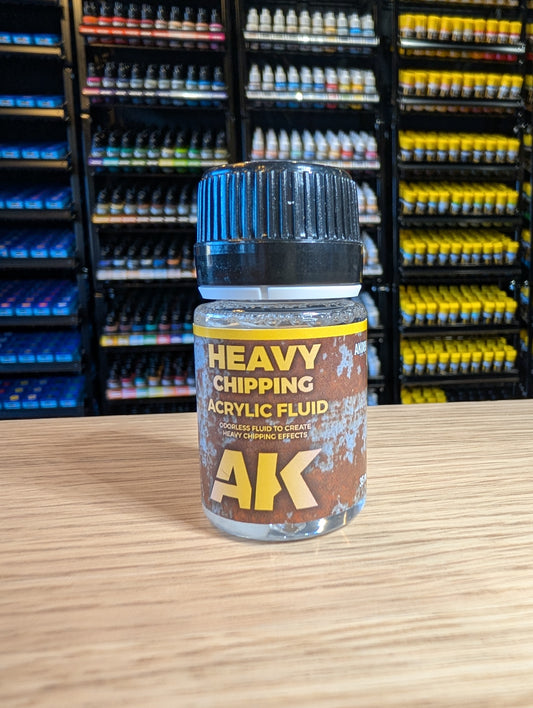 HEAVY
CHIPPING
ACRYLIC FLUID
ODORLESS FLUID TO CREATE
HEAVY CHIPPING EFFECTS
AK